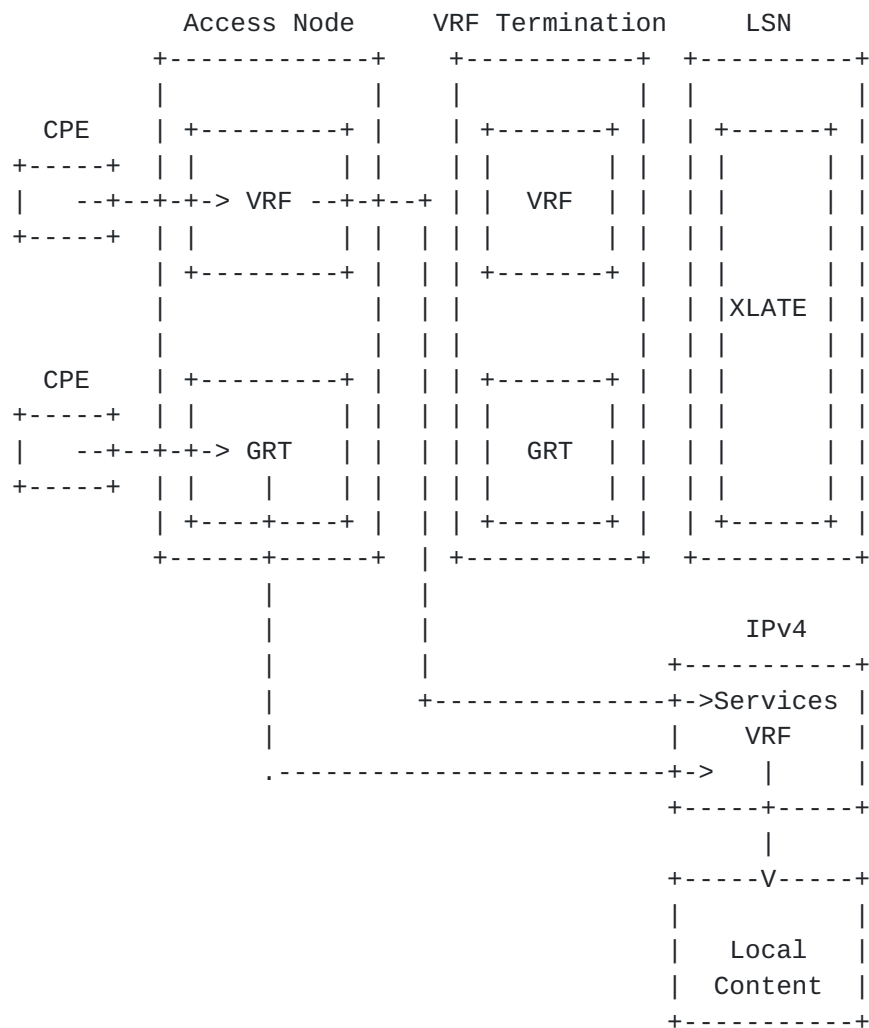 Access Node VRF Termination LSN
CPE
VRF VRF
XLATE
CPE
GRT GRT
IPv4
Services
VRF
Local
Content